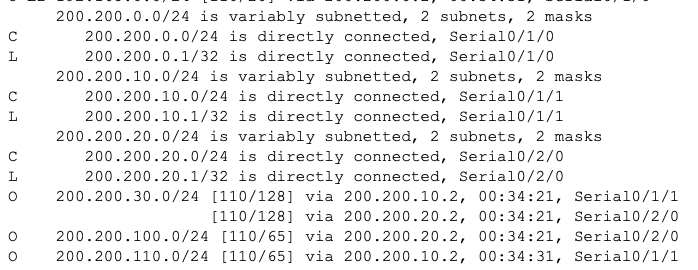 200.200.0.0/24 is variably subnetted, 2 subnets, 2 masks
C 200.200.0.0/24 is directly connected, Serial0/1/0
L 200.200.0.1/32 is directly connected, Serial0/1/0
200.200.10.0/24 is variably subnetted, 2 subnets, 2 masks
C 200.200.10.0/24 is directly connected, Serial0/1/1
L 200.200.10.1/32 is directly connected, Serial0/1/1
200.200.20.0/24 is variably subnetted, 2 subnets, 2 masks
C 200.200.20.0/24 is directly connected, Serial0/2/0
L 200.200.20.1/32 is directly connected, Serial0/2/0
O 200.200.30.0/24 [110/128] via 200.200.10.2, 00:34:21, Serial0/1/1
[110/128] via 200.200.20.2, 00:34:21, Serial0/2/0
O 200.200.100.0/24 [110/65] via 200.200.20.2, 00:34:21, Serial0/2/0
O 200.200.110.0/24 [110/65] via 200.200.10.2, 00:34:31, Serial0/1/1